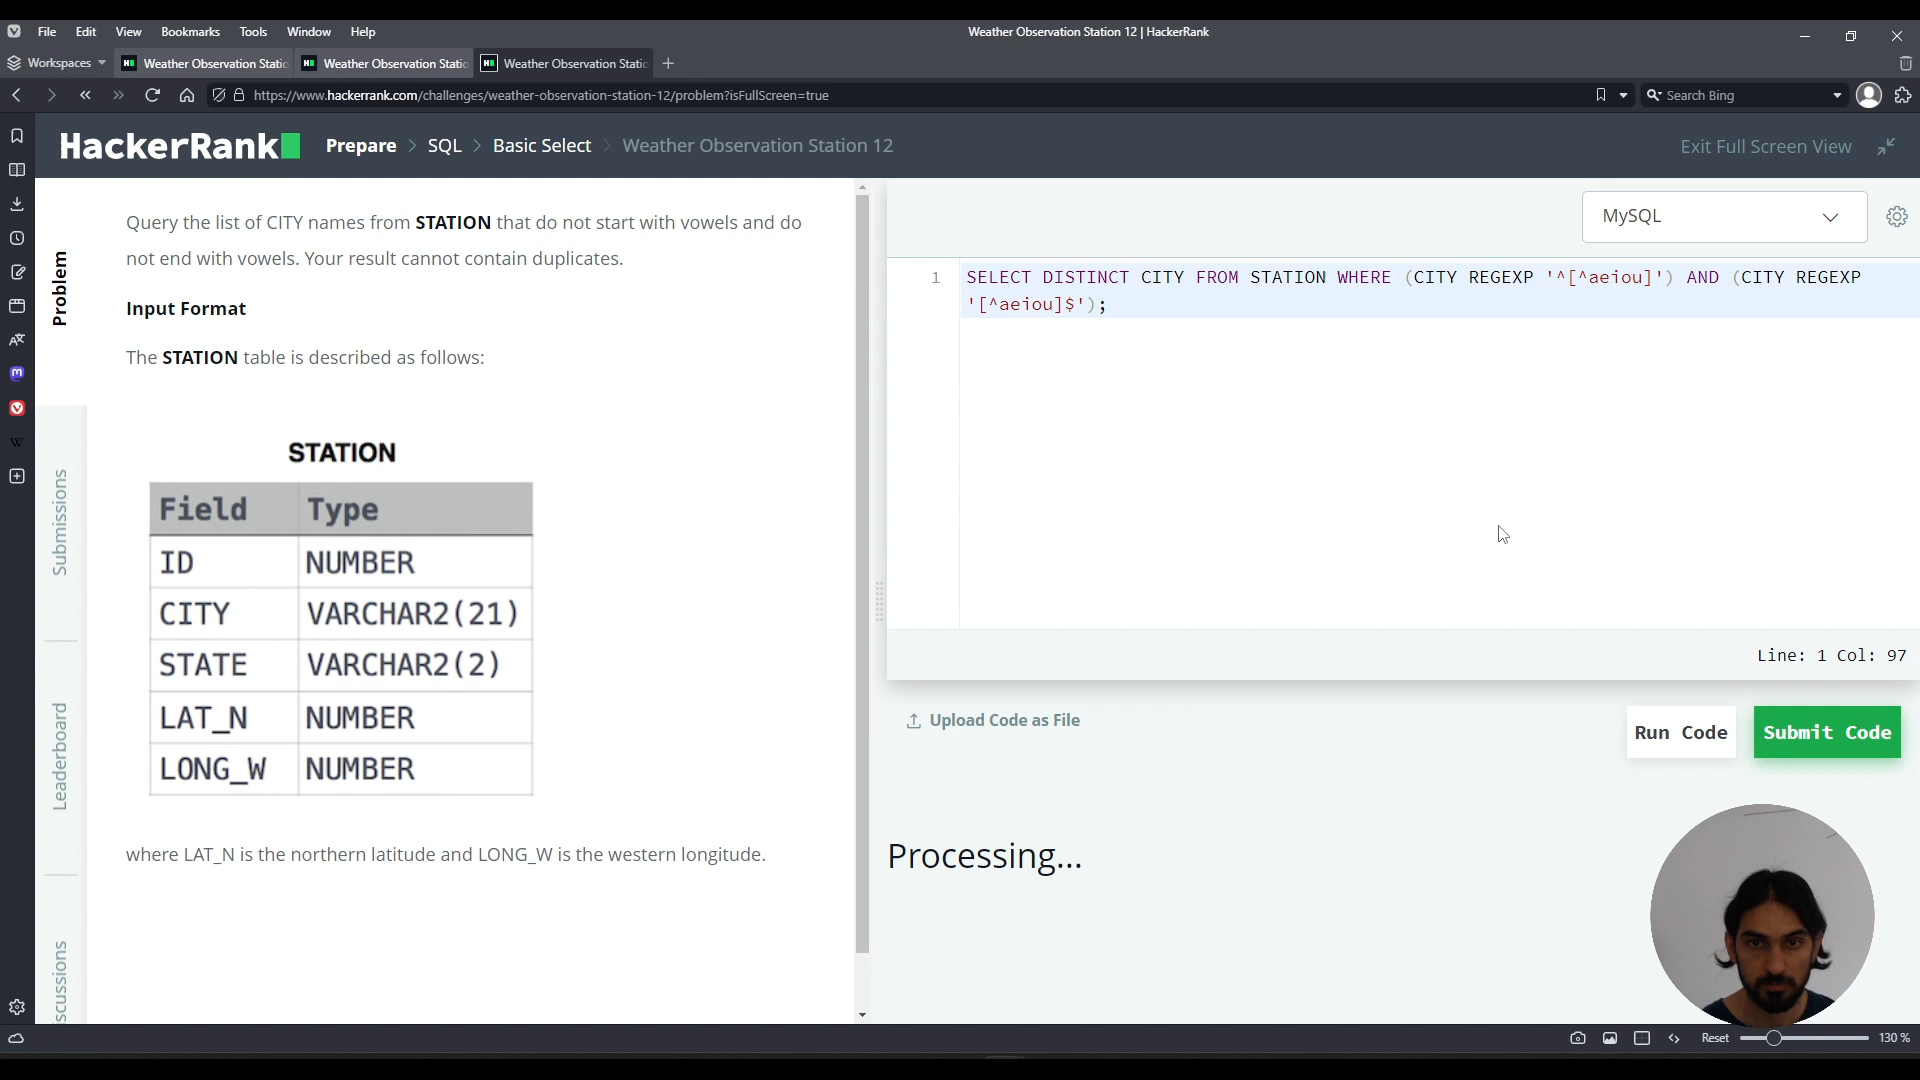 File Edit View Bookmarks Tools Window Help
Weather Observation Station 12 | HackerRank
Workspaces
Weather Observation Static
Weather Observation Static
Weather Observation Static
https://www.hackerrank.com/challenges/weather-observation-station-12/problem?isFullScreen=true
Search Bing
HackerRank
Prepare > SQL > Basic Select > Weather Observation Station 12
Exit Full Screen View
Problem
Submissions
Leaderboard
scussions
Query the list of CITY names from STATION that do not start with vowels and do
not end with vowels. Your result cannot contain duplicates.
Input Format
The STATION table is described as follows:
STATION
Field Type
ID NUMBER
CITY VARCHAR2(21)
STATE VARCHAR2(2)
LAT_N NUMBER
LONG_W NUMBER
where LAT_N is the northern latitude and LONG_W is the western longitude.
MySQL
1 SELECT DISTINCT CITY FROM STATION WHERE (CITY REGEXP '^[^aeiou]') AND (CITY REGEXP
'[^aeiou]$');
Line: 1 Col: 97
Upload Code as File
Run Code
Submit Code
Processing...
Reset
130 %